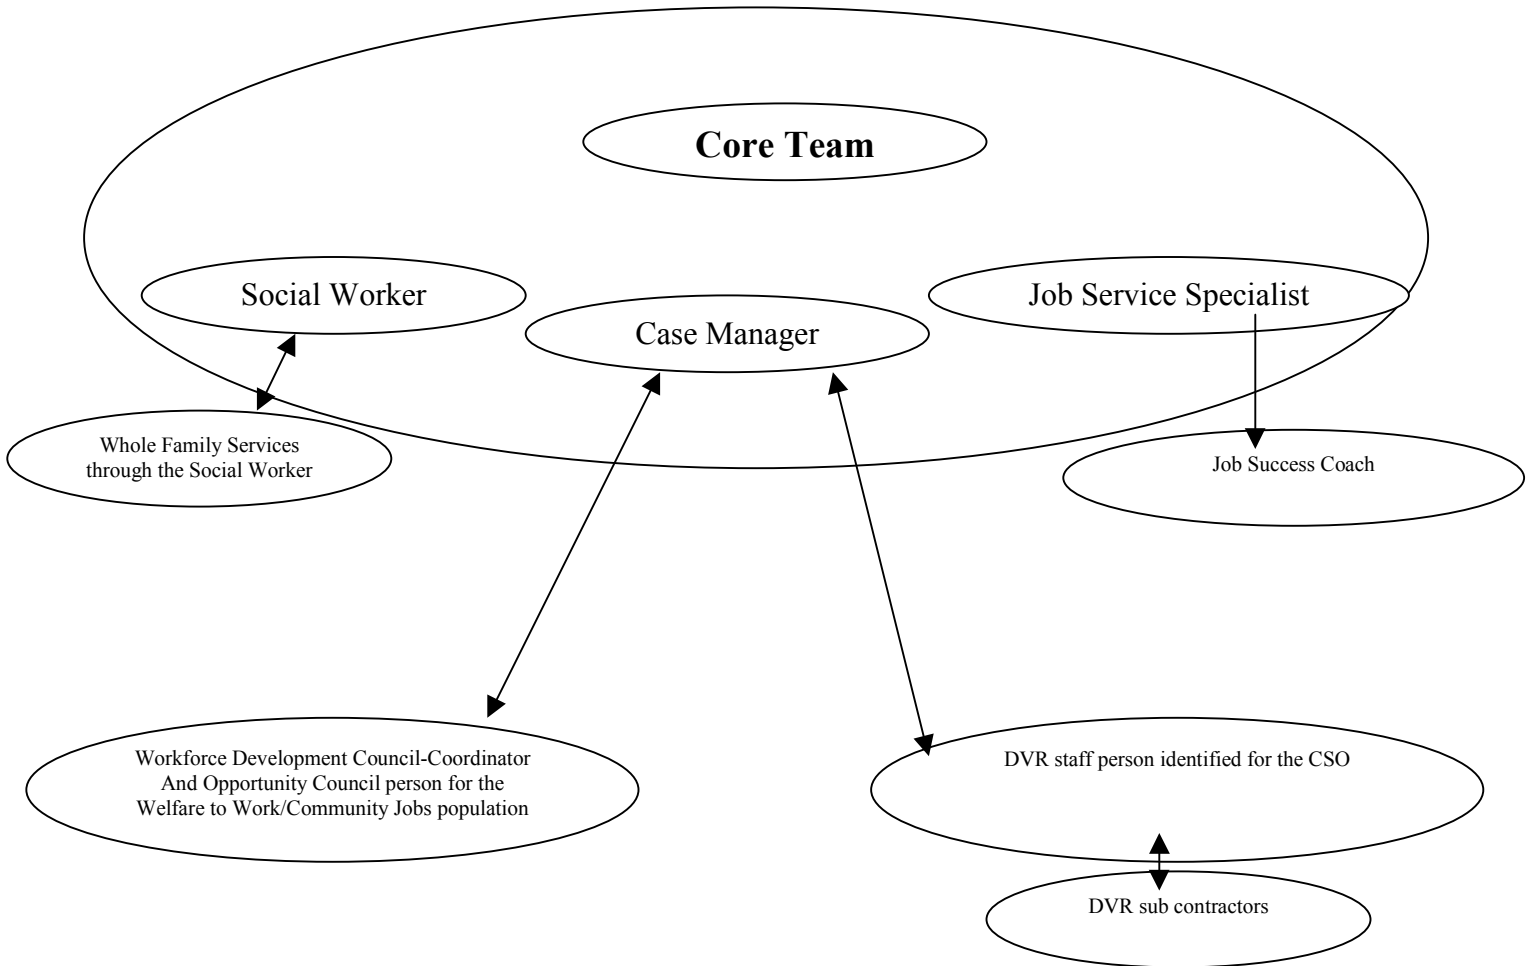 Core Team
Social Worker
Job Service Specialist
Case Manager
Whole Family Services
through the Social Worker
Job Success Coach
Workforce Development Council-Coordinator
And Opportunity Council person for the
Welfare to Work/Community Jobs population
DVR staff person identified for the CSO
DVR sub contractors